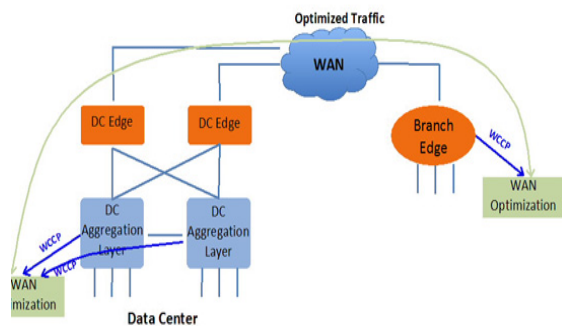 Optimized Traffic
WAN
DC Edge
DC Edge
Branch
Edge
WCCP
WAN
Optimization
DC
Aggregation
Layer
DC
Aggregation
Layer
WCCP
WCCP
WAN
mization
Data Center